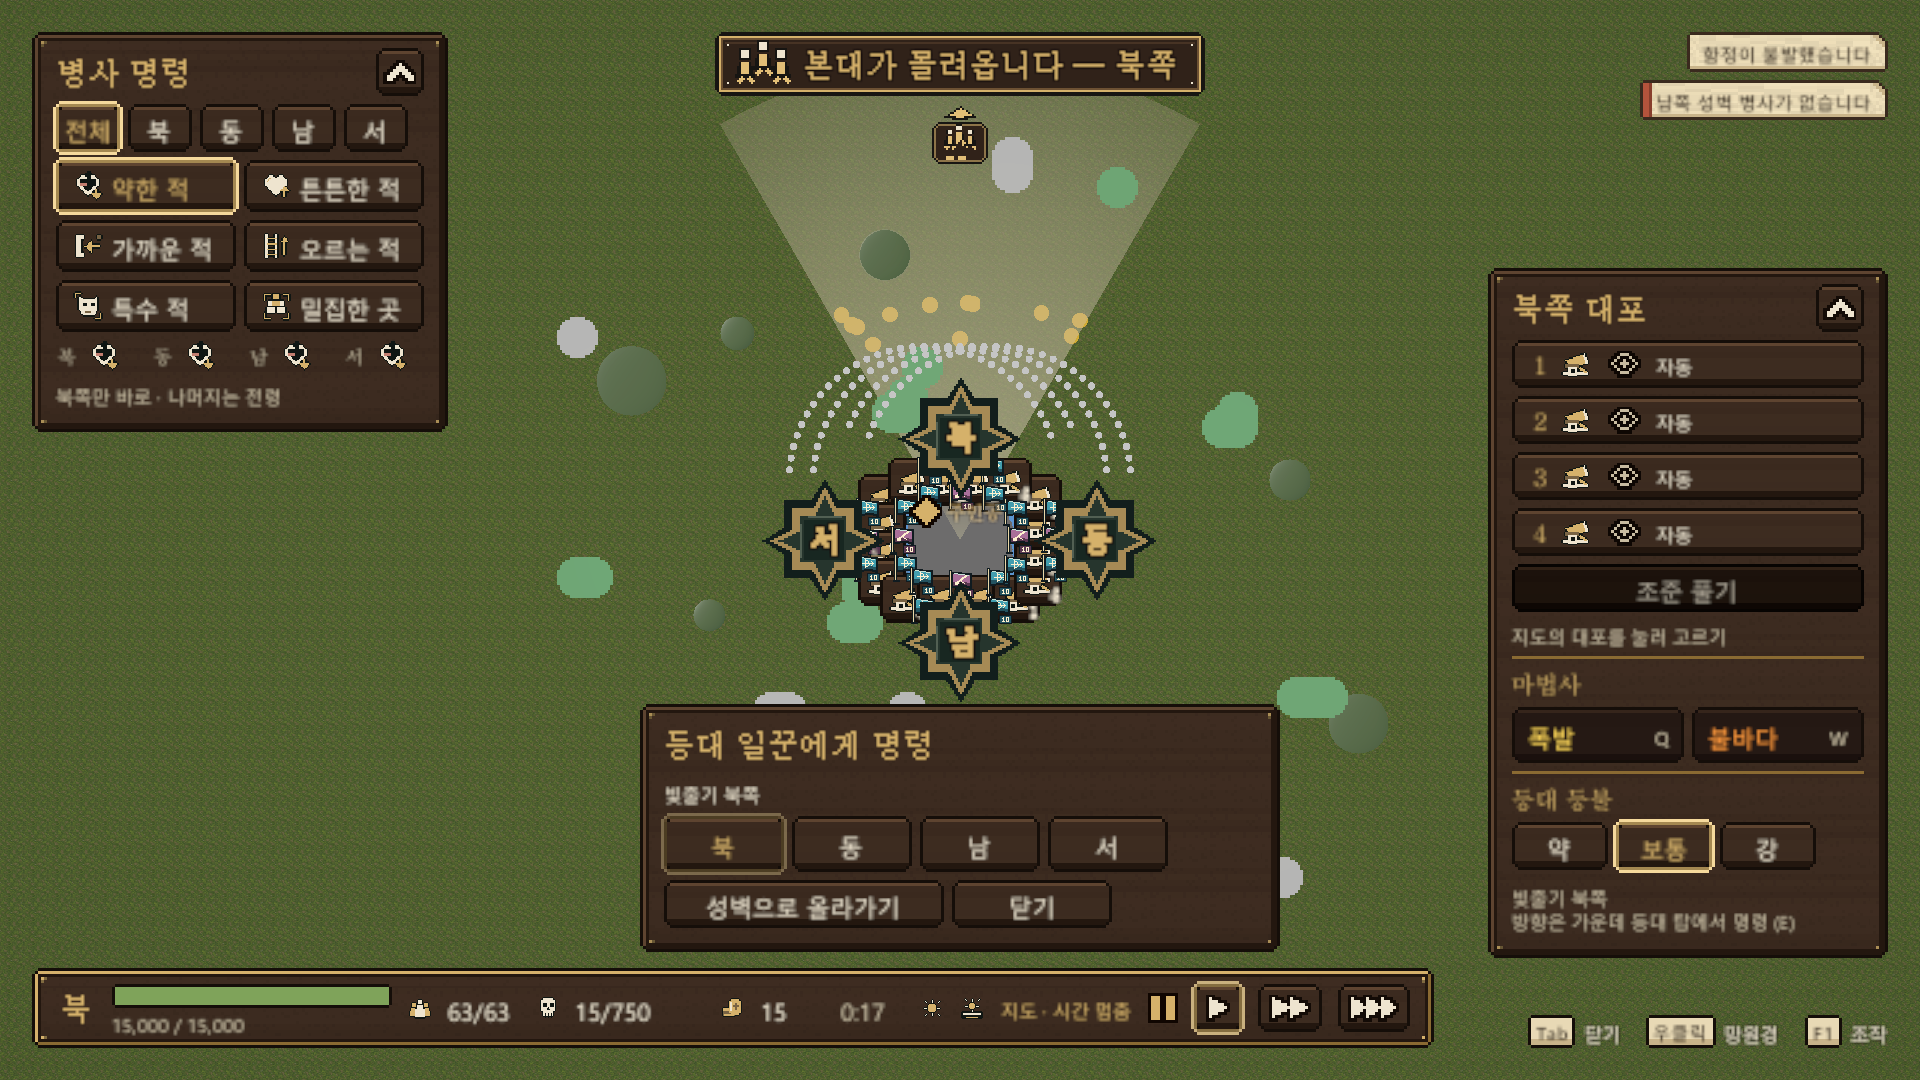 병사 명령
전체 북 동 남 서
약한 적 튼튼한 적
가까운 적 오르는 적
특수 적 밀집한 곳
북 동 남 서
북쪽만 바로 · 나머지는 전령
본대가 몰려옵니다 — 북쪽
함정이 불발했습니다
남쪽 성벽 병사가 없습니다
북
서 동
남
북쪽 대포
1 자동
2 자동
3 자동
4 자동
조준 풀기
지도의 대포를 눌러 고르기
마법사
폭발 Q 불바다 W
등대 등불
약 보통 강
빛줄기 북쪽
방향은 가운데 등대 탑에서 명령 (E)
등대 일꾼에게 명령
빛줄기 북쪽
북 동 남 서
성벽으로 올라가기 닫기
북 15,000 / 15,000 63/63 15/750 15 0:17 지도 · 시간 멈춤
Tab 닫기 우클릭 망원경 F1 조작